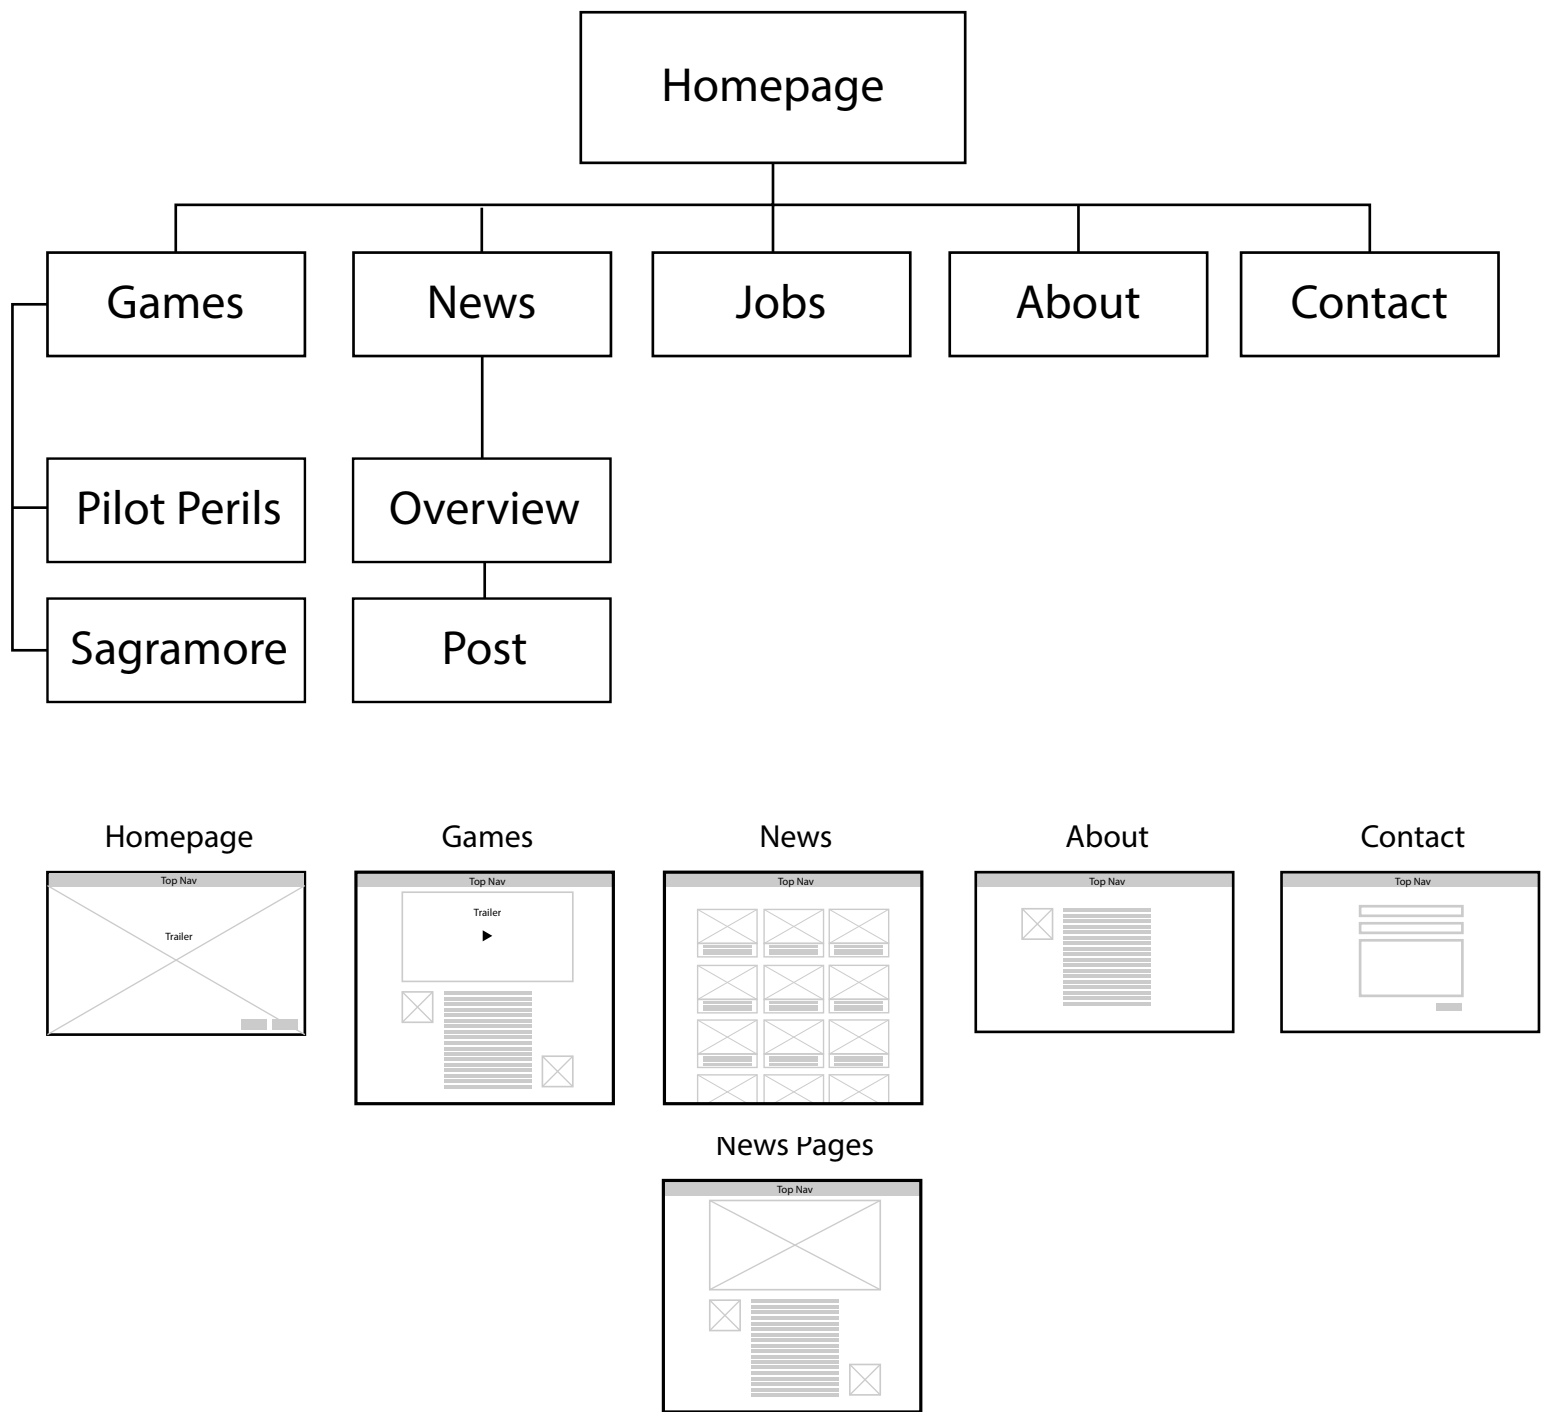 Homepage
Games
News
Jobs
About
Contact
Pilot Perils
Overview
Sagramore
Post
Homepage
Games
News
About
Contact
Top Nav
Top Nav
Top Nav
Top Nav
Top Nav
Trailer
Trailer
News Pages
Top Nav